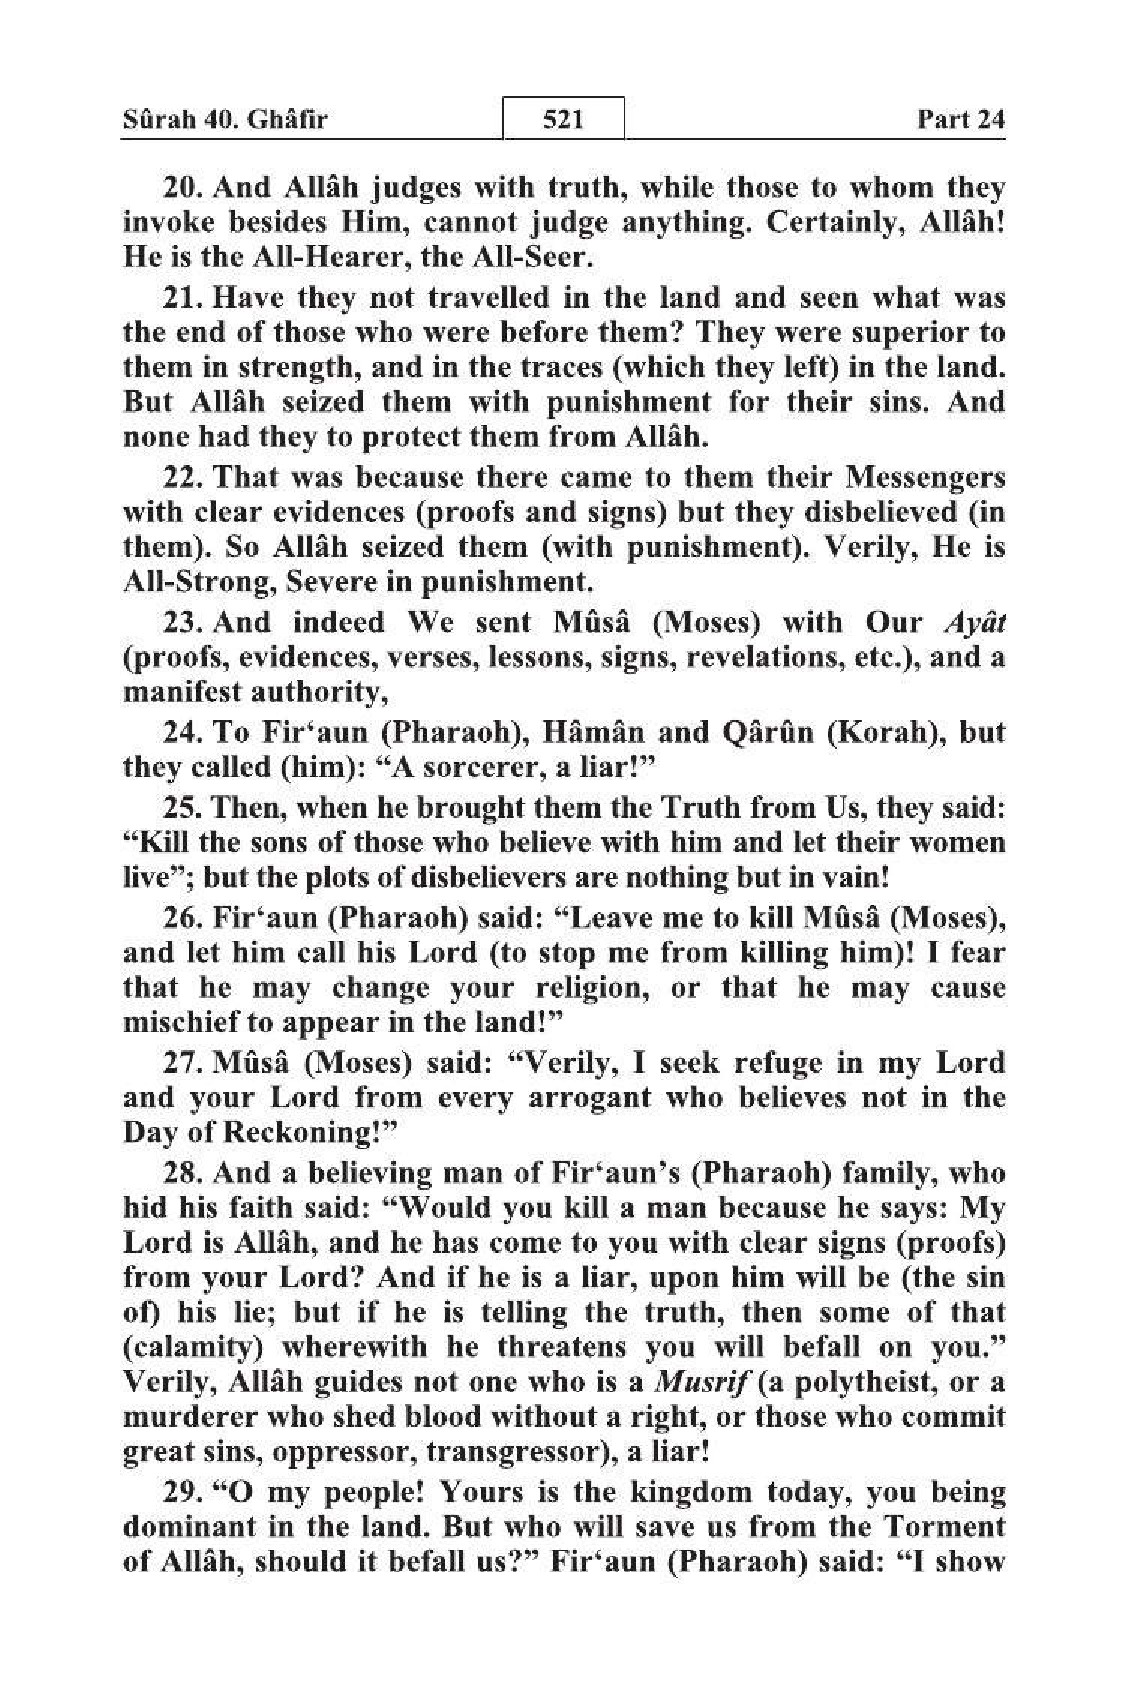 Sûrah 40. Ghâfir 521 Part 24
20. And Allâh judges with truth, while those to whom they
invoke besides Him, cannot judge anything. Certainly, Allâh!
He is the All-Hearer, the All-Seer.
21. Have they not travelled in the land and seen what was
the end of those who were before them? They were superior to
them in strength, and in the traces (which they left) in the land.
But Allâh seized them with punishment for their sins. And
none had they to protect them from Allâh.
22. That was because there came to them their Messengers
with clear evidences (proofs and signs) but they disbelieved (in
them). So Allâh seized them (with punishment). Verily, He is
All-Strong, Severe in punishment.
23. And indeed We sent Mûsâ (Moses) with Our Ayât
(proofs, evidences, verses, lessons, signs, revelations, etc.), and a
manifest authority,
24. To Fir‘aun (Pharaoh), Hâmân and Qârûn (Korah), but
they called (him): “A sorcerer, a liar!”
25. Then, when he brought them the Truth from Us, they said:
“Kill the sons of those who believe with him and let their women
live”; but the plots of disbelievers are nothing but in vain!
26. Fir‘aun (Pharaoh) said: “Leave me to kill Mûsâ (Moses),
and let him call his Lord (to stop me from killing him)! I fear
that he may change your religion, or that he may cause
mischief to appear in the land!”
27. Mûsâ (Moses) said: “Verily, I seek refuge in my Lord
and your Lord from every arrogant who believes not in the
Day of Reckoning!”
28. And a believing man of Fir‘aun’s (Pharaoh) family, who
hid his faith said: “Would you kill a man because he says: My
Lord is Allâh, and he has come to you with clear signs (proofs)
from your Lord? And if he is a liar, upon him will be (the sin
of) his lie; but if he is telling the truth, then some of that
(calamity) wherewith he threatens you will befall on you.”
Verily, Allâh guides not one who is a Musrif (a polytheist, or a
murderer who shed blood without a right, or those who commit
great sins, oppressor, transgressor), a liar!
29. “O my people! Yours is the kingdom today, you being
dominant in the land. But who will save us from the Torment
of Allâh, should it befall us?” Fir‘aun (Pharaoh) said: “I show